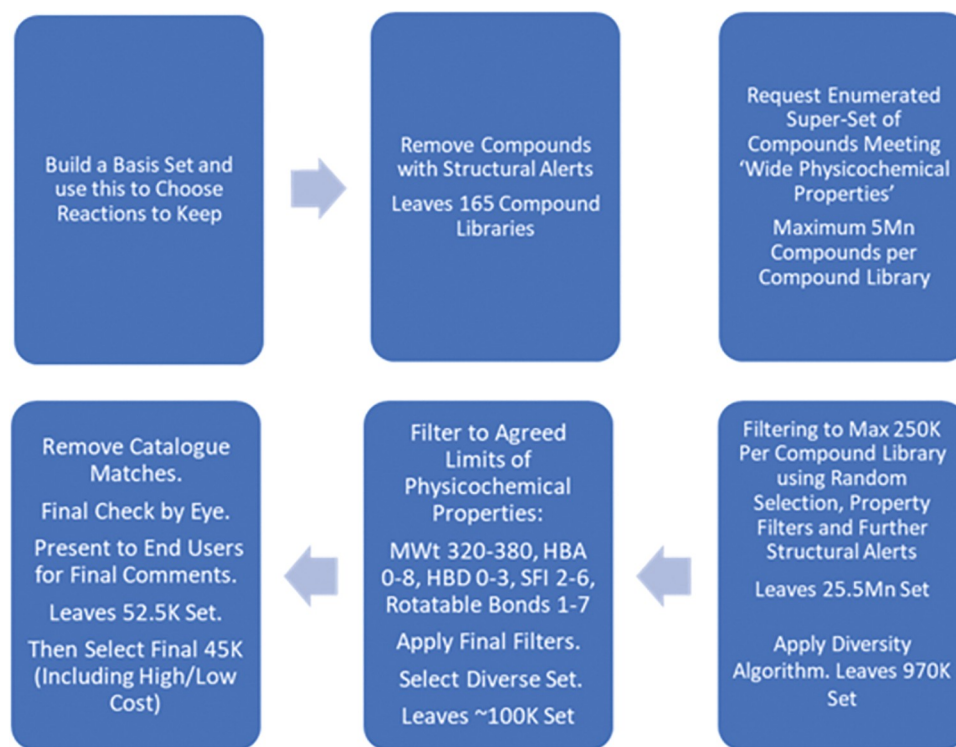 Build a Basis Set and
use this to Choose
Reactions to Keep
Remove Compounds
with Structural Alerts
Leaves 165 Compound
Libraries
Request Enumerated
Super-Set of
Compounds Meeting
‘Wide Physicochemical
Properties’
Maximum 5Mn
Compounds per
Compound Library
Filtering to Max 250K
Per Compound Library
using Random
Selection, Property
Filters and Further
Structural Alerts
Leaves 25.5Mn Set
Apply Diversity
Algorithm. Leaves 970K
Set
Filter to Agreed
Limits of
Physicochemical
Properties:
MWt 320-380, HBA
0-8, HBD 0-3, SFI 2-6,
Rotatable Bonds 1-7
Apply Final Filters.
Select Diverse Set.
Leaves ~100K Set
Remove Catalogue
Matches.
Final Check by Eye.
Present to End Users
for Final Comments.
Leaves 52.5K Set.
Then Select Final 45K
(Including High/Low
Cost)